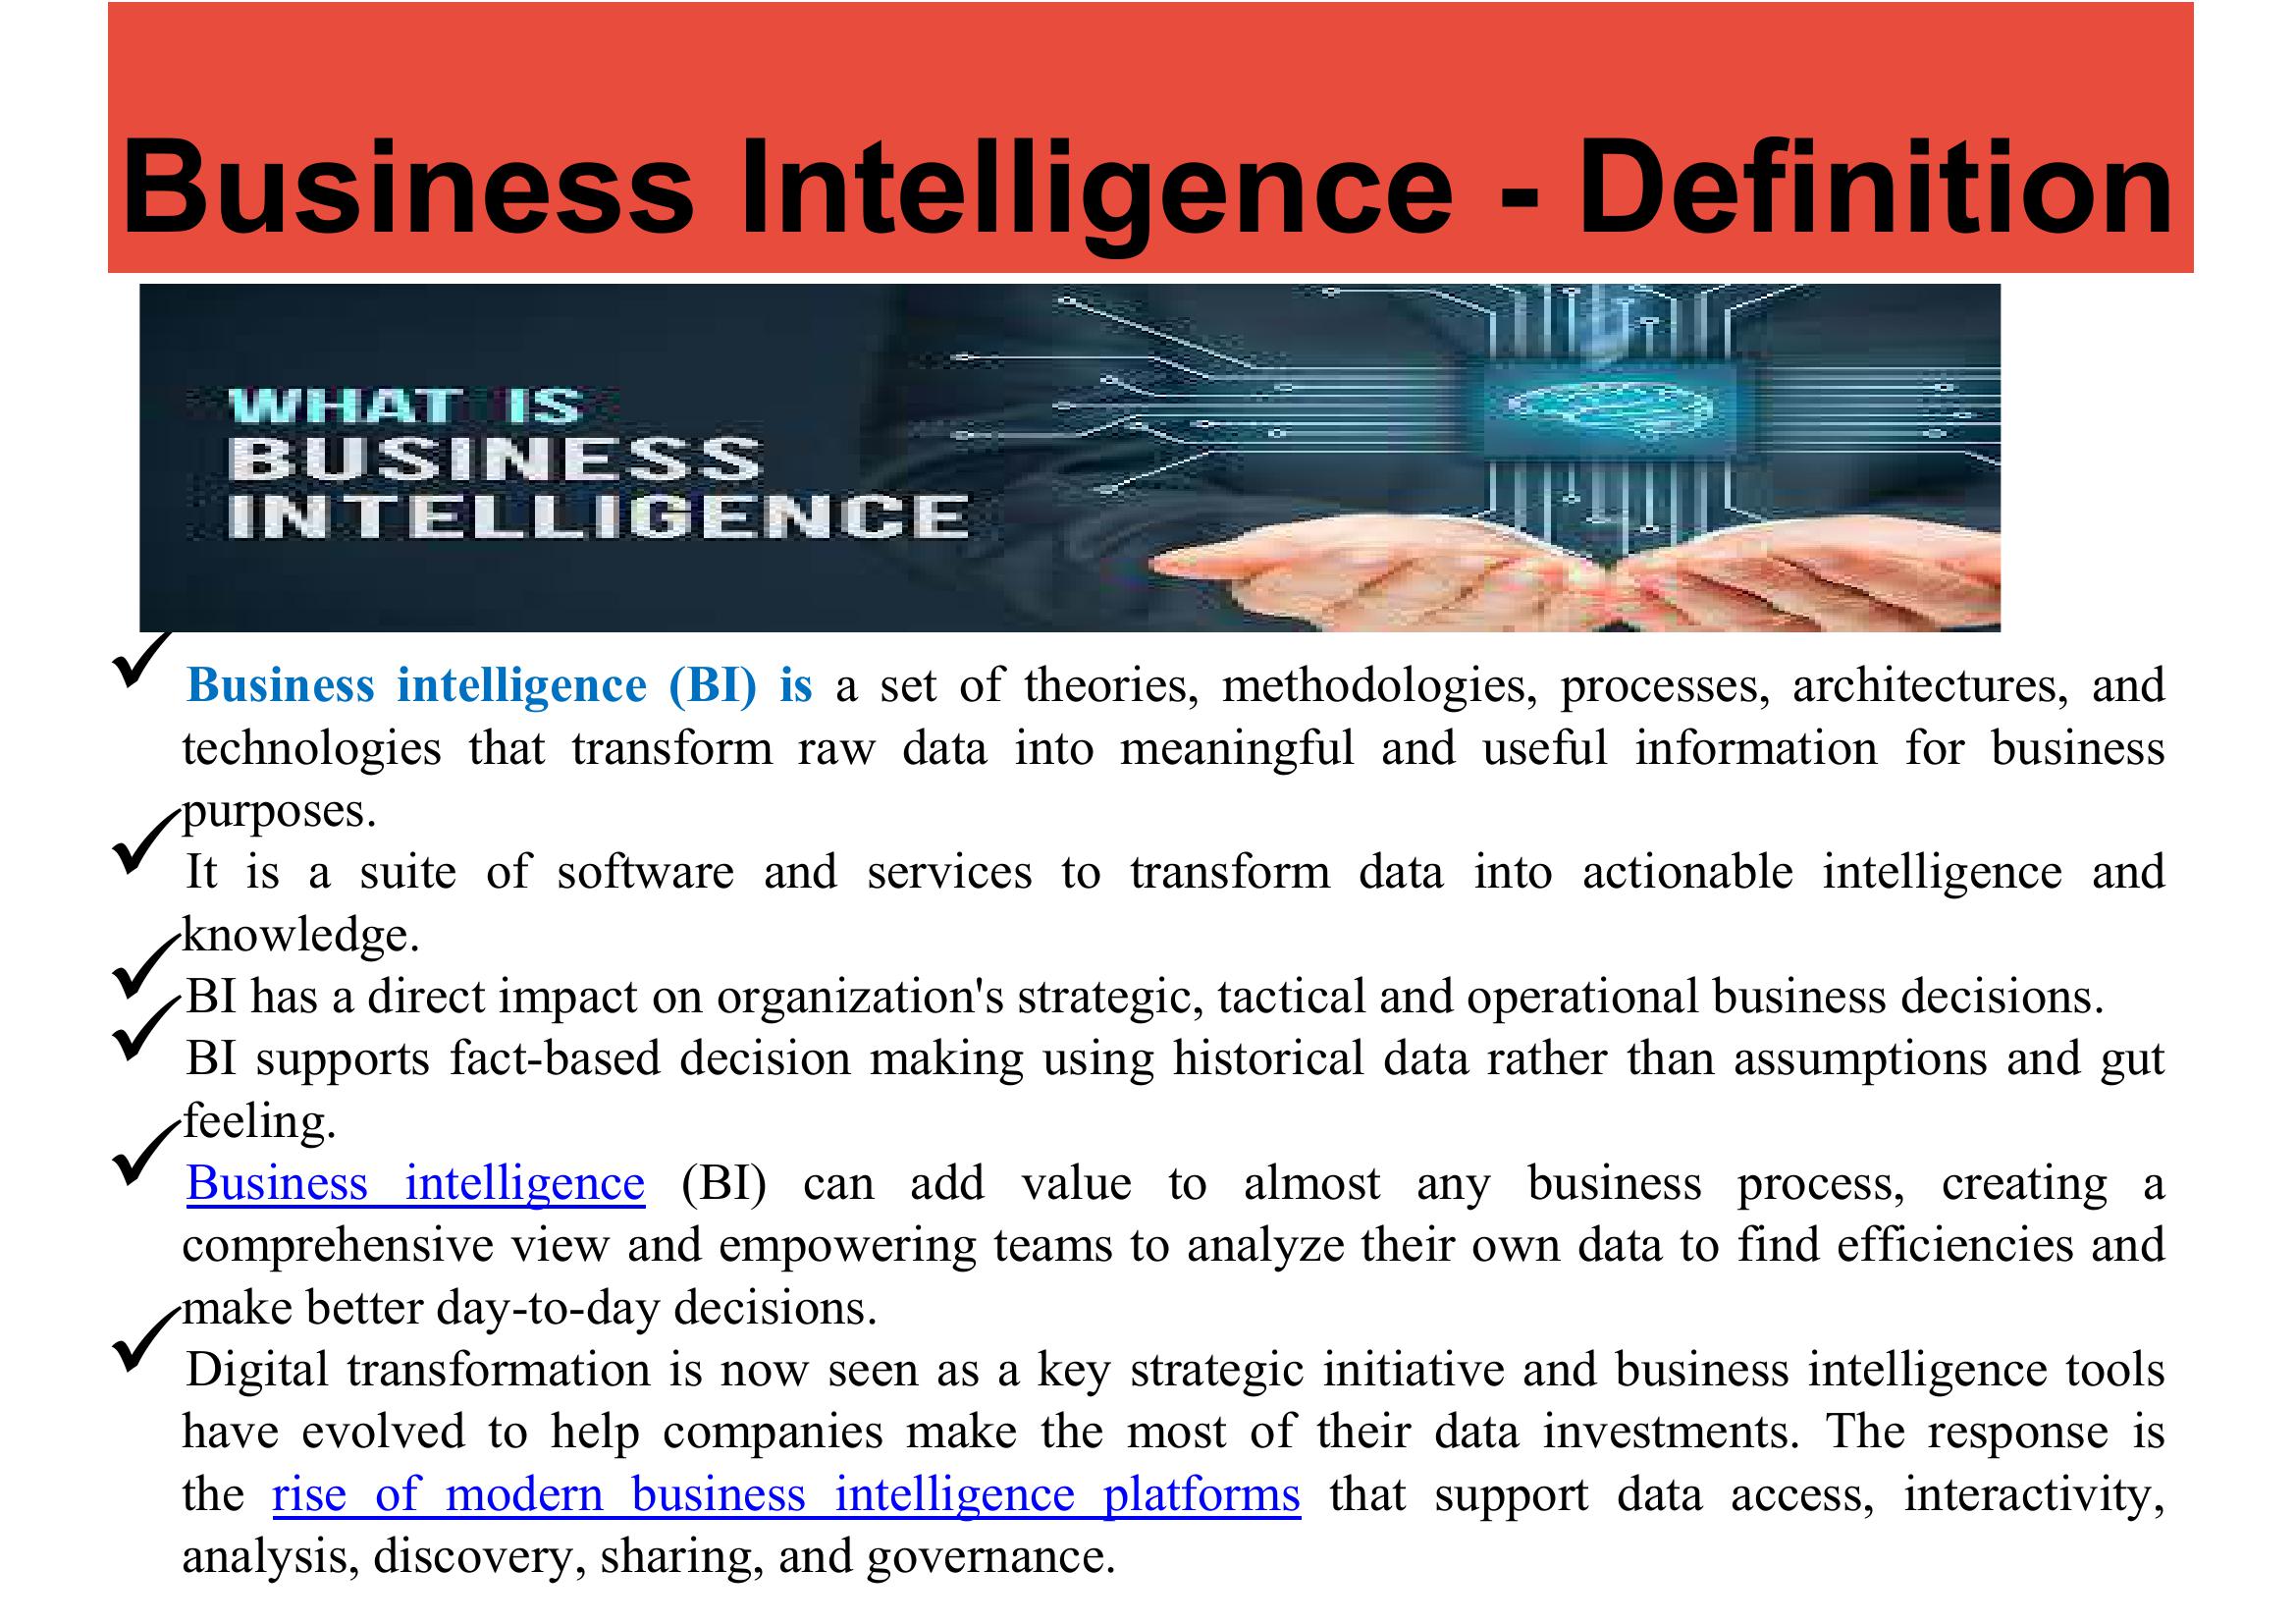 Business Intelligence - Definition
WHAT IS
BUSINESS
INTELLIGENCE
Business intelligence (BI) is a set of theories, methodologies, processes, architectures, and
technologies that transform raw data into meaningful and useful information for business
purposes.
It is a suite of software and services to transform data into actionable intelligence and
knowledge.
BI has a direct impact on organization's strategic, tactical and operational business decisions.
BI supports fact-based decision making using historical data rather than assumptions and gut
feeling.
Business intelligence (BI) can add value to almost any business process, creating a
comprehensive view and empowering teams to analyze their own data to find efficiencies and
make better day-to-day decisions.
Digital transformation is now seen as a key strategic initiative and business intelligence tools
have evolved to help companies make the most of their data investments. The response is
the rise of modern business intelligence platforms that support data access, interactivity,
analysis, discovery, sharing, and governance.